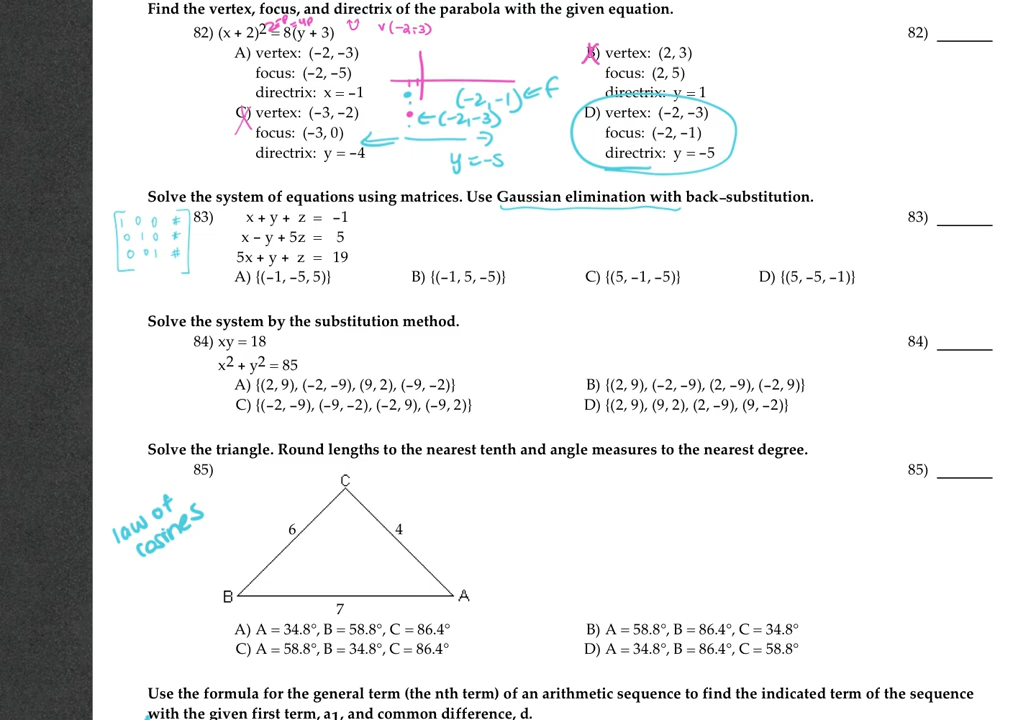 Find the vertex, focus, and directrix of the parabola with the given equation.
82) (x + 2)2 = 8(y + 3) v(-2,-3) 82)
A) vertex: (−2, −3) B) vertex: (2, 3)
focus: (−2, −5) focus: (2, 5)
directrix: x = −1 directrix: y = 1
(-2,-1) ← F
C) vertex: (−3, −2) D) vertex: (−2, −3)
← (-2,-3)
focus: (−3, 0) focus: (−2, −1)
directrix: y = −4 directrix: y = −5
y = -5
Solve the system of equations using matrices. Use Gaussian elimination with back−substitution.
83) x + y + z = −1 83)
x − y + 5z = 5
5x + y + z = 19
1 0 0 #
0 1 0 #
0 0 1 #
A) {(−1, −5, 5)} B) {(−1, 5, −5)} C) {(5, −1, −5)} D) {(5, −5, −1)}
Solve the system by the substitution method.
84) xy = 18 84)
x2 + y2 = 85
A) {(2, 9), (−2, −9), (9, 2), (−9, −2)} B) {(2, 9), (−2, −9), (2, −9), (−2, 9)}
C) {(−2, −9), (−9, −2), (−2, 9), (−9, 2)} D) {(2, 9), (9, 2), (2, −9), (9, −2)}
Solve the triangle. Round lengths to the nearest tenth and angle measures to the nearest degree.
85) 85)
law of
cosines
C
6 4
B A
7
A) A = 34.8°, B = 58.8°, C = 86.4° B) A = 58.8°, B = 86.4°, C = 34.8°
C) A = 58.8°, B = 34.8°, C = 86.4° D) A = 34.8°, B = 86.4°, C = 58.8°
Use the formula for the general term (the nth term) of an arithmetic sequence to find the indicated term of the sequence
with the given first term, a1, and common difference, d.